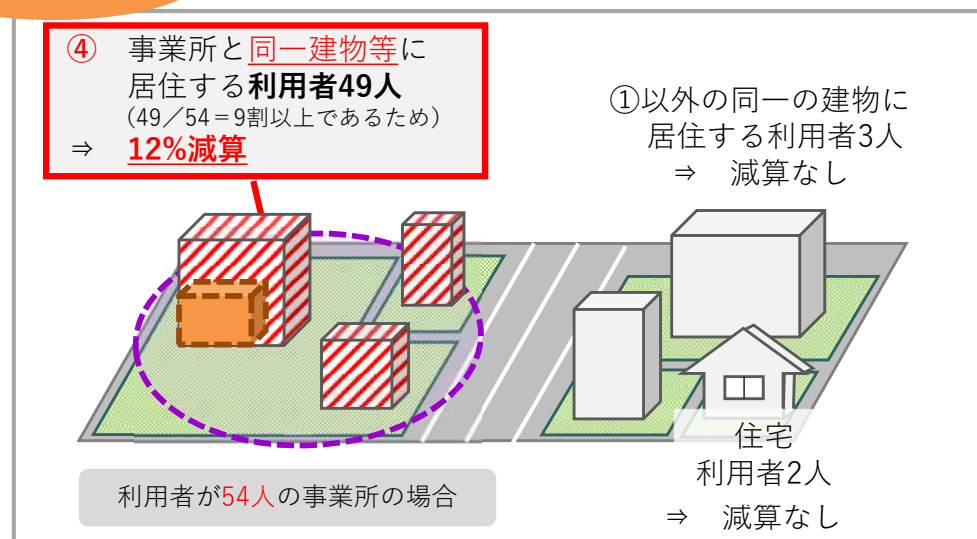 ④ 事業所と同一建物等に
居住する利用者49人
（49／54＝9割以上であるため）
⇒ 12%減算
①以外の同一の建物に
居住する利用者3人
⇒ 減算なし
住宅
利用者2人
⇒ 減算なし
利用者が54人の事業所の場合